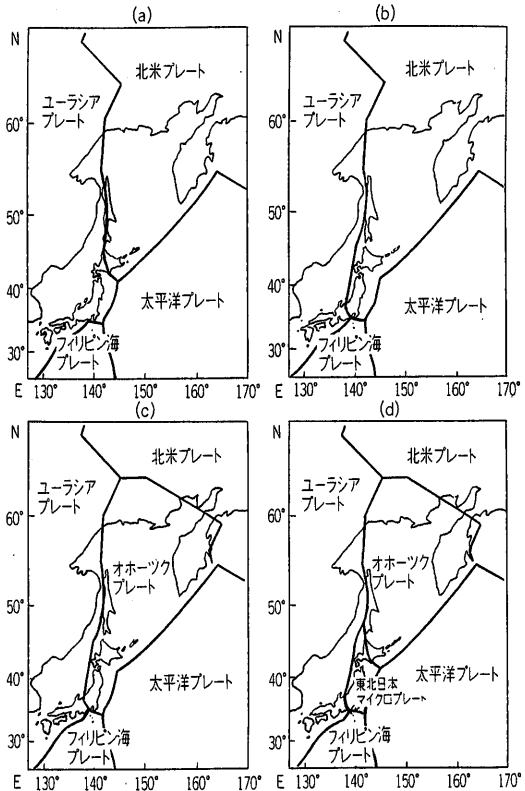 (a)
N
北米プレート
ユーラシア
プレート
60°
50°
40°
太平洋プレート
フィリピン海
プレート
30°
E 130° 140° 150° 160° 170°
(b)
N
北米プレート
ユーラシア
プレート
60°
50°
40°
太平洋プレート
フィリピン海
プレート
30°
E 130° 140° 150° 160° 170°
(c)
N
北米プレート
ユーラシア
プレート
60°
オホーツク
プレート
50°
40°
太平洋プレート
30°
フィリピン海
プレート
E 130° 140° 150° 160° 170°
(d)
N
北米プレート
ユーラシア
プレート
60°
オホーツク
プレート
50°
太平洋プレート
40°
東北日本
マイクロプレート
30°
フィリピン海
プレート
E 130° 140° 150° 160° 170°